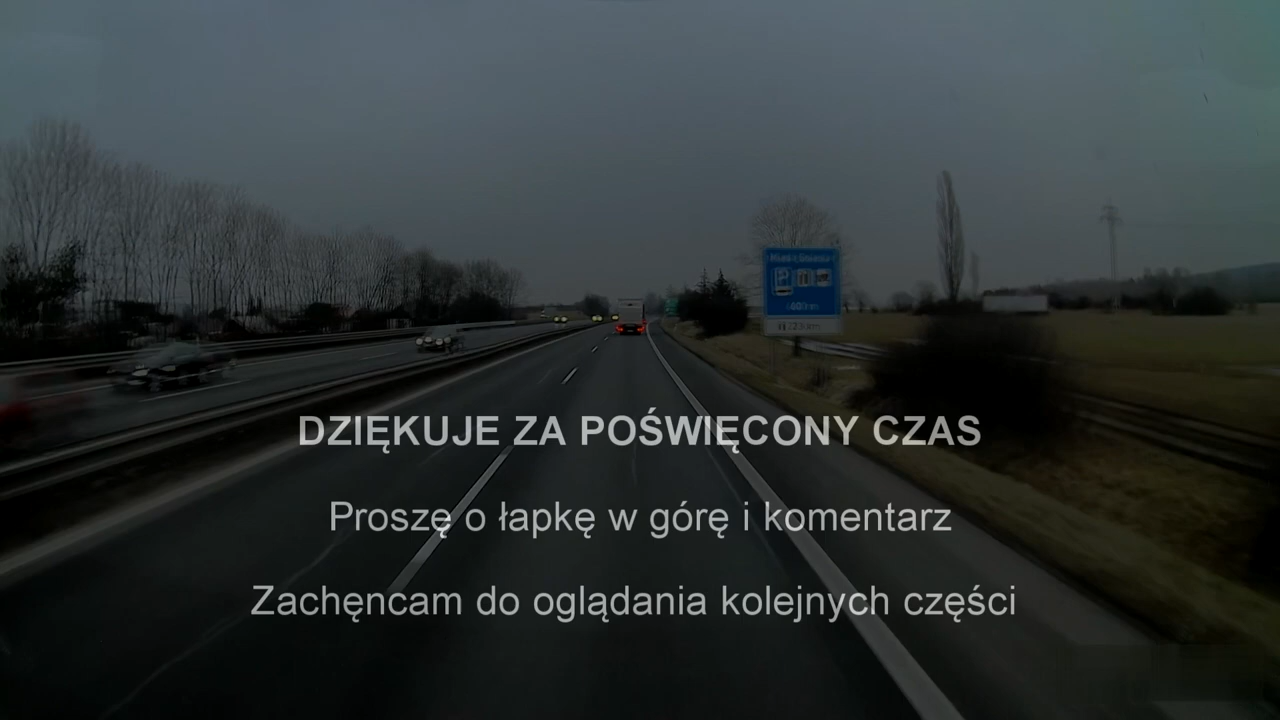 P
DZIĘKUJE ZA POŚWIĘCONY CZAS
Proszę o łapkę w górę i komentarz
Zachęncam do oglądania kolejnych części